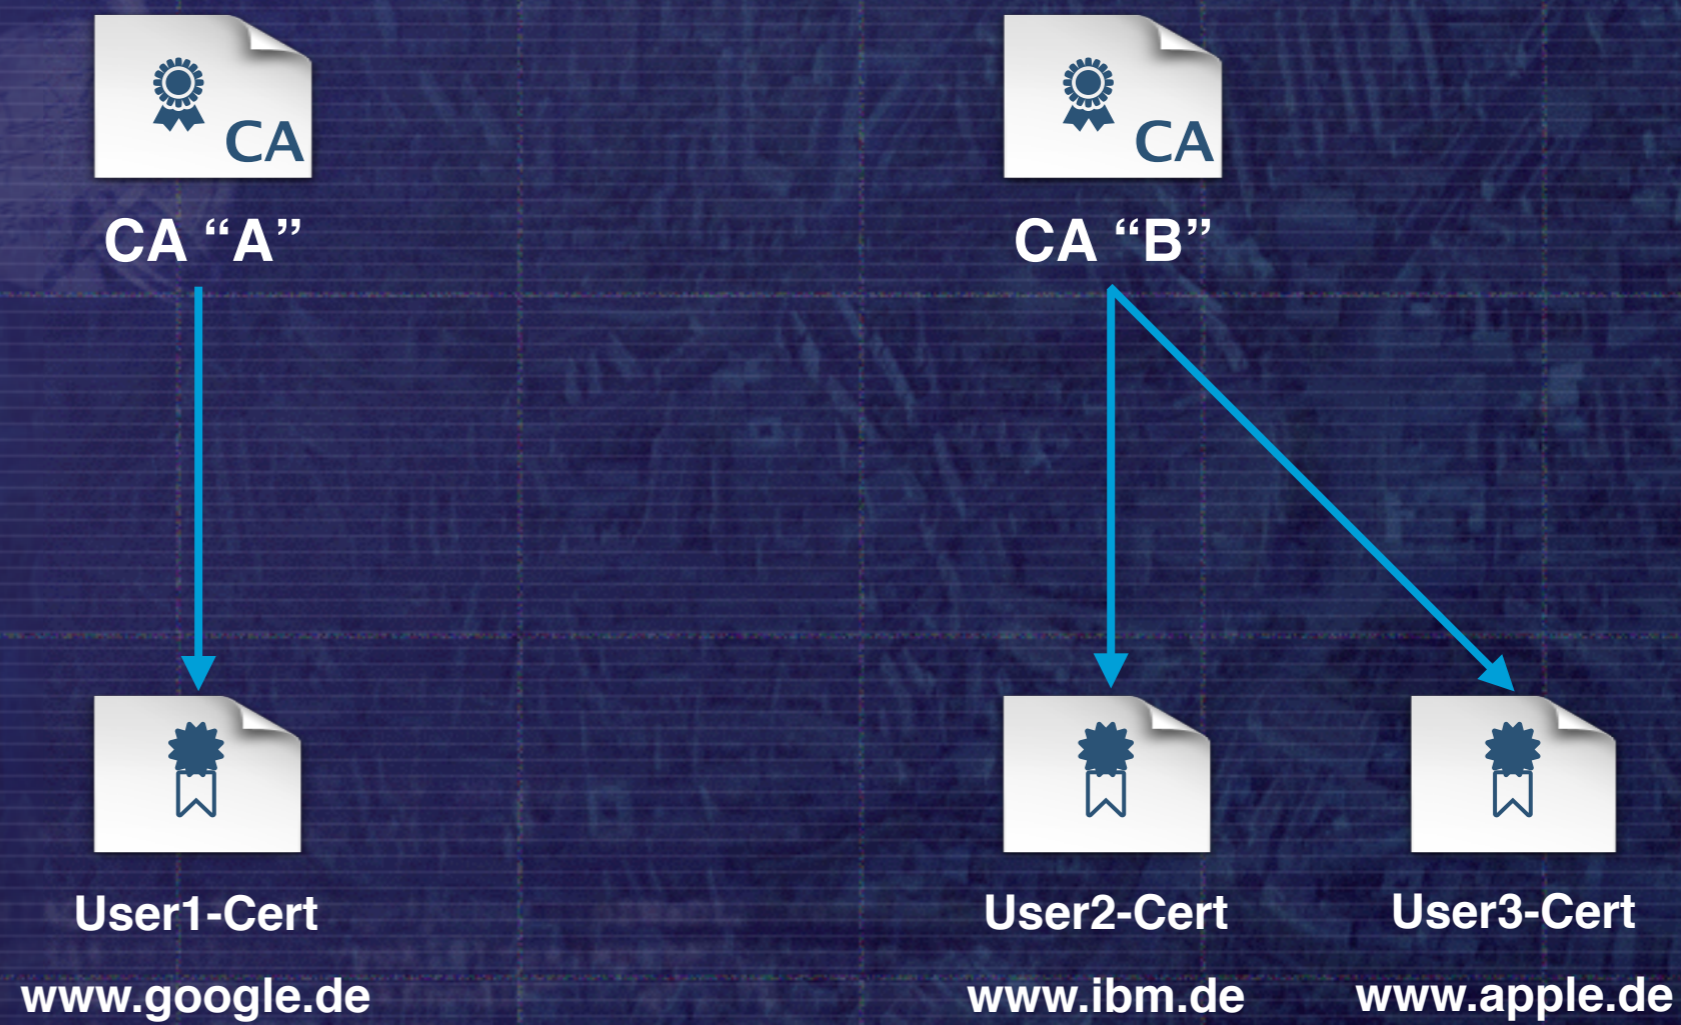 CA
CA
CA “A”
CA “B”
User1-Cert
User2-Cert
User3-Cert
www.google.de
www.ibm.de
www.apple.de